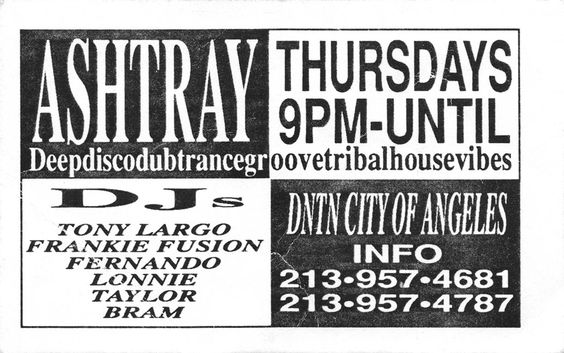 ASHTRAY
THURSDAYS
9PM-UNTIL
Deepdiscodubtrancegroovetribalhousevibes
DJs
TONY LARGO
FRANKIE FUSION
FERNANDO
LONNIE
TAYLOR
BRAM
DNTN CITY OF ANGELES
INFO
213•957•4681
213•957•4787